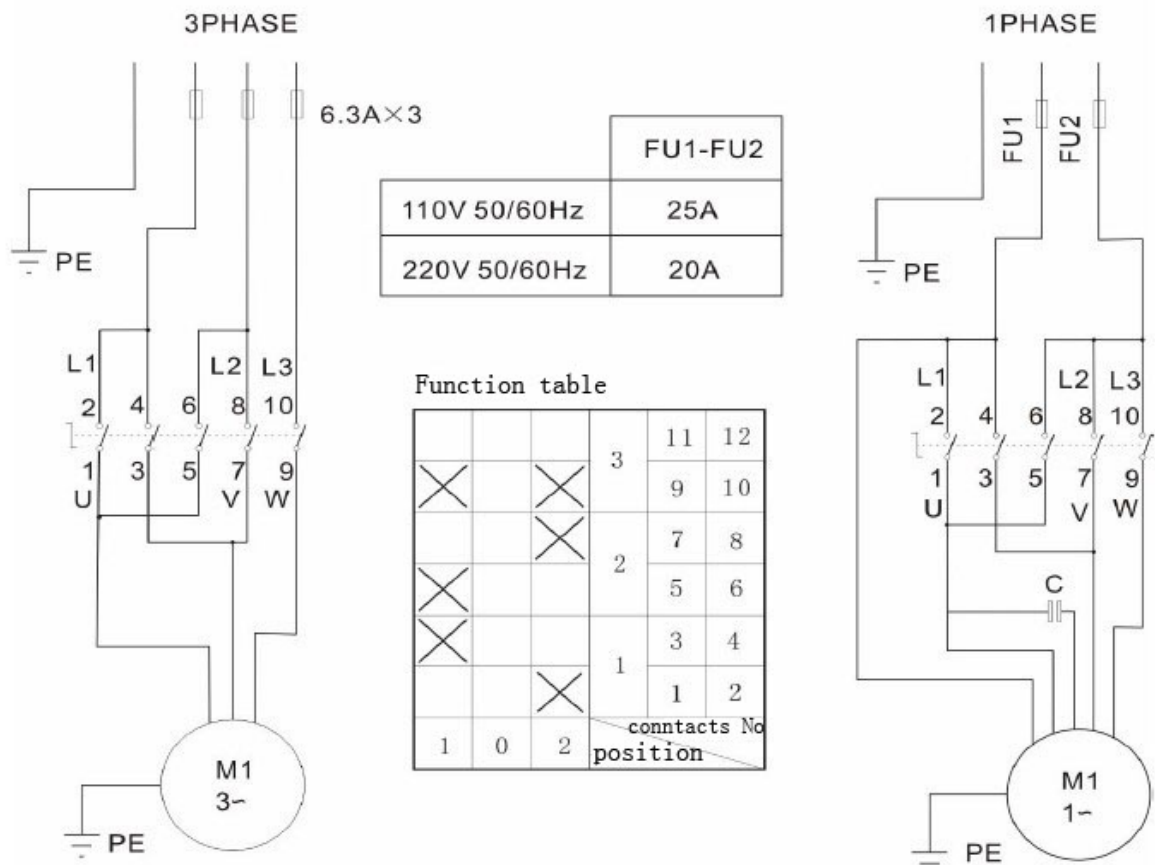 3PHASE
6.3A×3
PE
L1
L2
L3
2
4
6
8
10
1
3
5
7
9
U
V
W
M1
3~
PE
FU1-FU2
110V 50/60Hz
25A
220V 50/60Hz
20A
Function table
3
11
12
9
10
2
7
8
5
6
1
3
4
1
2
conntacts No
position
1
0
2
1PHASE
FU1
FU2
PE
L1
L2
L3
2
4
6
8
10
1
3
5
7
9
U
V
W
C
M1
1~
PE